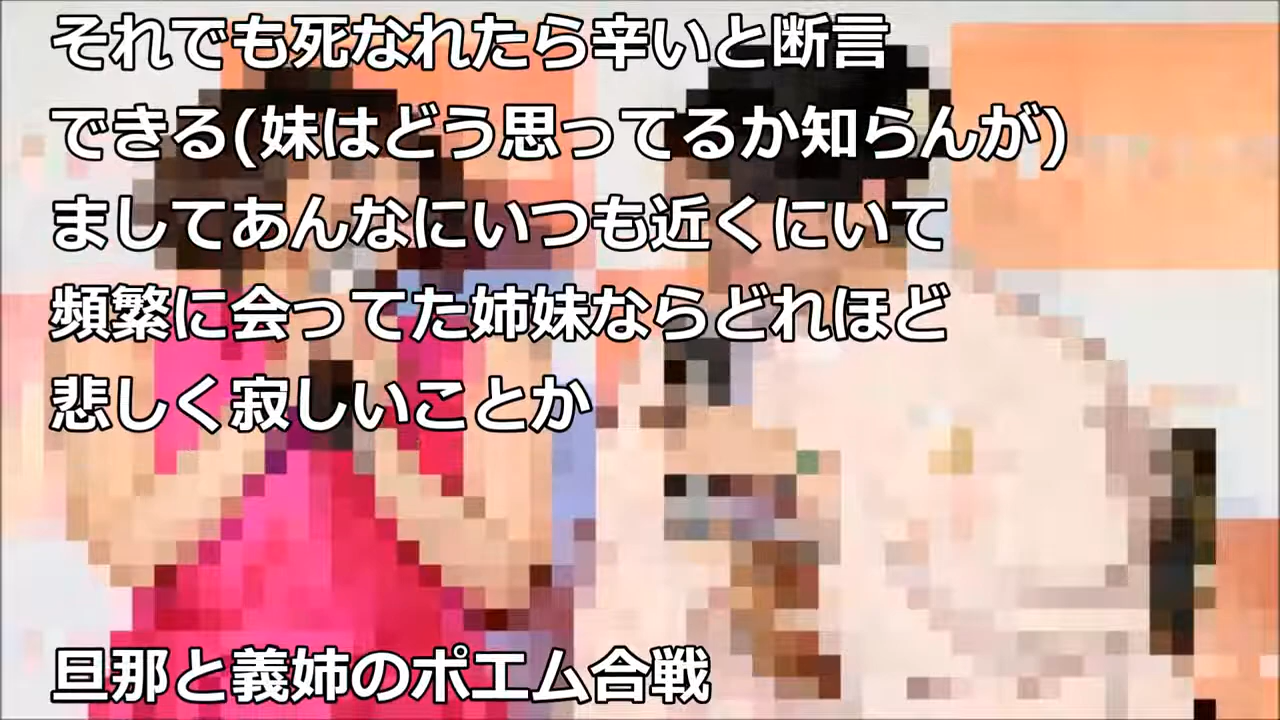 それでも死なれたら辛いと断言
できる(妹はどう思ってるか知らんが)
ましてあんなにいつも近くにいて
頻繁に会ってた姉妹ならどれほど
悲しく寂しいことか
旦那と義姉のポエム合戦